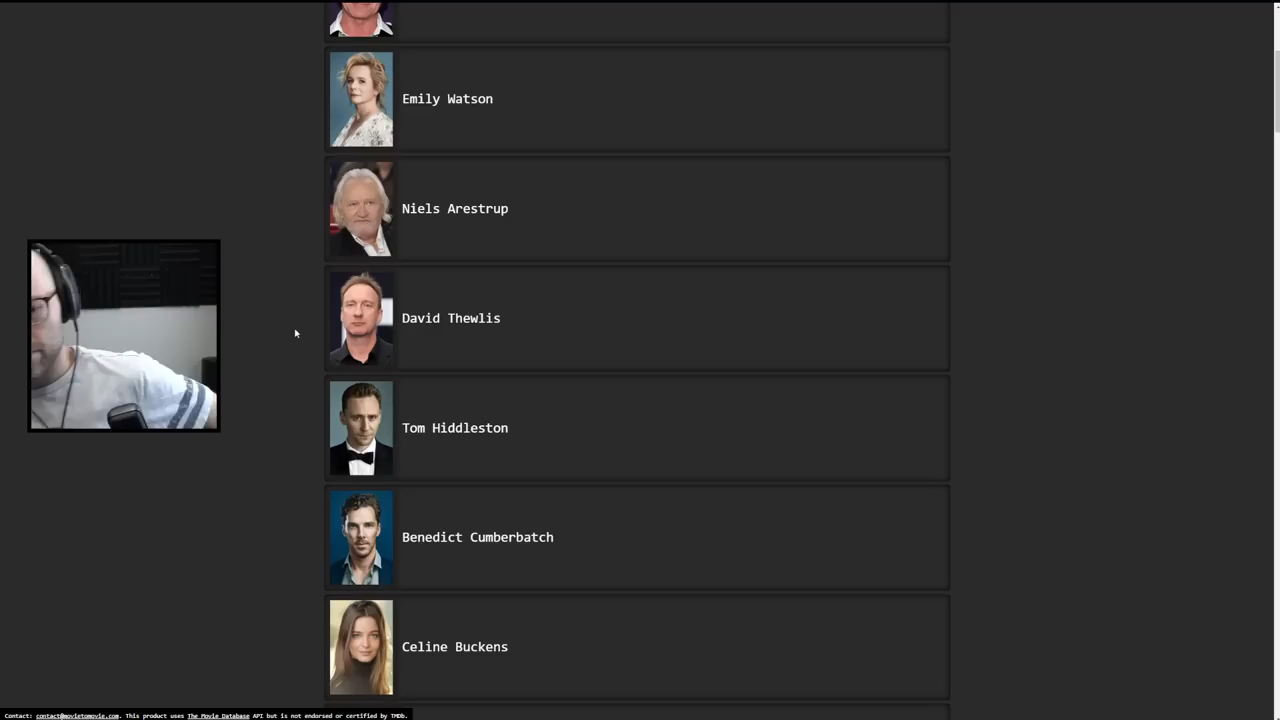 Emily Watson
Niels Arestrup
David Thewlis
Tom Hiddleston
Benedict Cumberbatch
Celine Buckens
Contact: contact@movietomovie.com. This product uses The Movie Database API but is not endorsed or certified by TMDb.